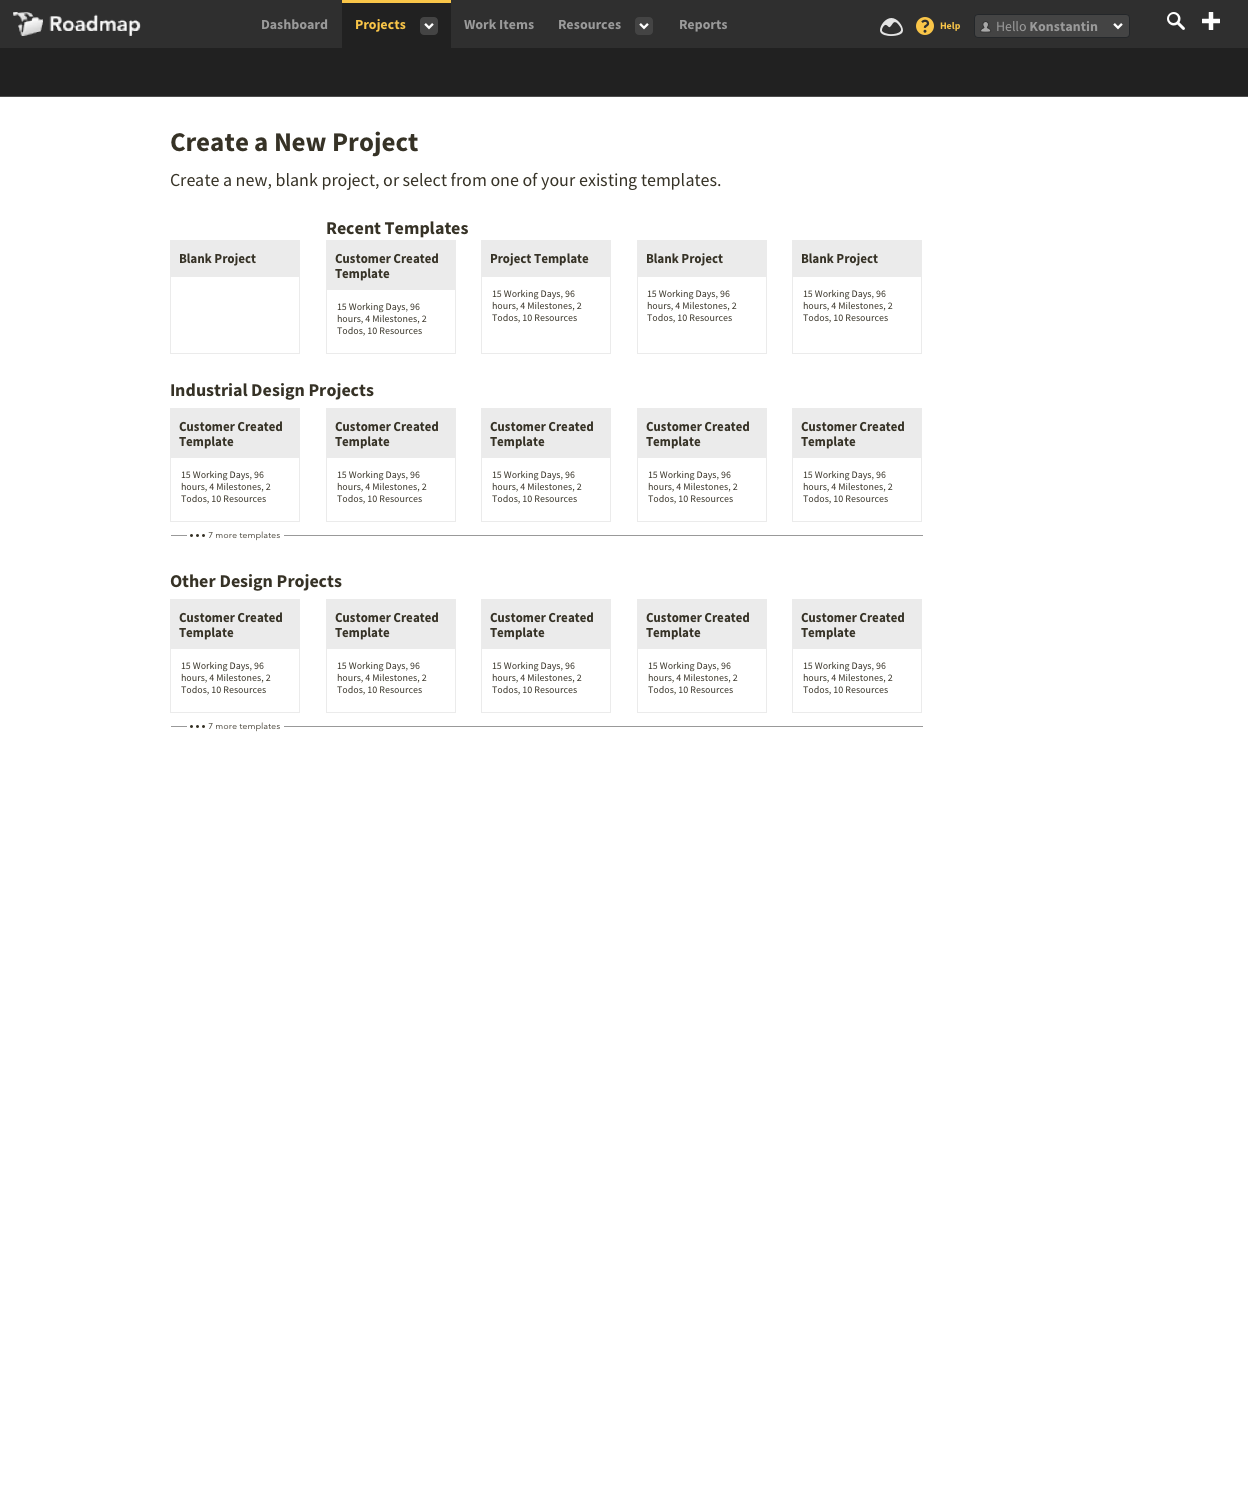 Roadmap
Dashboard
Projects
Work Items
Resources
Reports
? Help
Hello Konstantin
Create a New Project
Create a new, blank project, or select from one of your existing templates.
Recent Templates
Blank Project
Customer Created
Template
15 Working Days, 96
hours, 4 Milestones, 2
Todos, 10 Resources
Project Template
15 Working Days, 96
hours, 4 Milestones, 2
Todos, 10 Resources
Blank Project
15 Working Days, 96
hours, 4 Milestones, 2
Todos, 10 Resources
Blank Project
15 Working Days, 96
hours, 4 Milestones, 2
Todos, 10 Resources
Industrial Design Projects
Customer Created
Template
15 Working Days, 96
hours, 4 Milestones, 2
Todos, 10 Resources
Customer Created
Template
15 Working Days, 96
hours, 4 Milestones, 2
Todos, 10 Resources
Customer Created
Template
15 Working Days, 96
hours, 4 Milestones, 2
Todos, 10 Resources
Customer Created
Template
15 Working Days, 96
hours, 4 Milestones, 2
Todos, 10 Resources
Customer Created
Template
15 Working Days, 96
hours, 4 Milestones, 2
Todos, 10 Resources
••• 7 more templates
Other Design Projects
Customer Created
Template
15 Working Days, 96
hours, 4 Milestones, 2
Todos, 10 Resources
Customer Created
Template
15 Working Days, 96
hours, 4 Milestones, 2
Todos, 10 Resources
Customer Created
Template
15 Working Days, 96
hours, 4 Milestones, 2
Todos, 10 Resources
Customer Created
Template
15 Working Days, 96
hours, 4 Milestones, 2
Todos, 10 Resources
Customer Created
Template
15 Working Days, 96
hours, 4 Milestones, 2
Todos, 10 Resources
••• 7 more templates